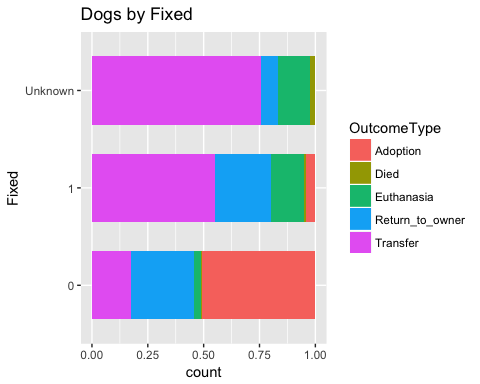 Dogs by Fixed
Fixed
Unknown
1
0
0.00 0.25 0.50 0.75 1.00
count
OutcomeType
Adoption
Died
Euthanasia
Return_to_owner
Transfer